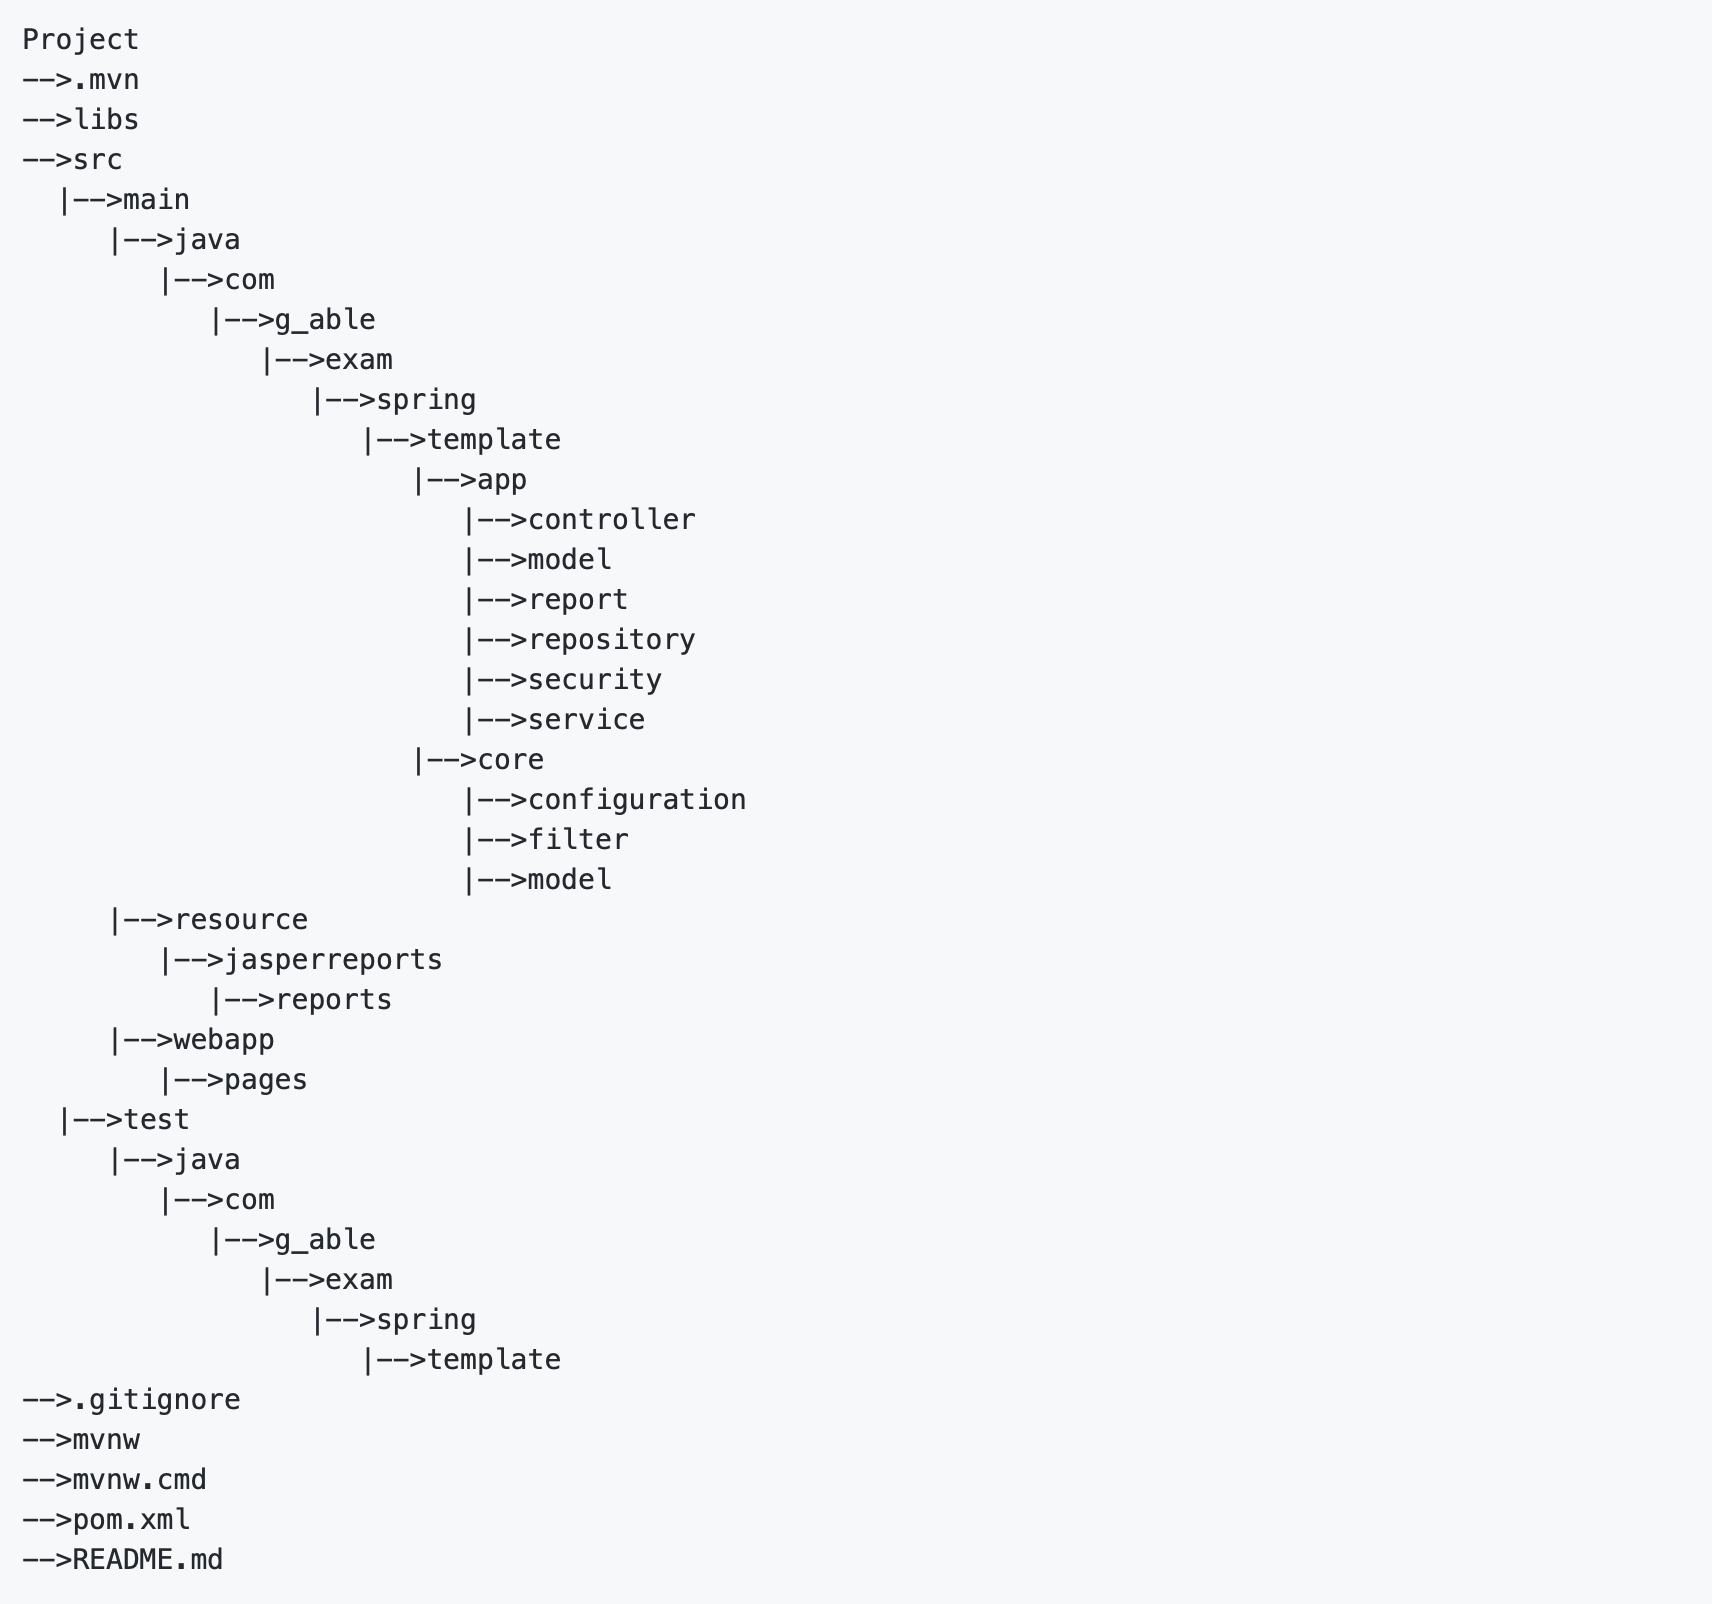 Project
-->.mvn
-->libs
-->src
  |-->main
     |-->java
        |-->com
           |-->g_able
              |-->exam
                 |-->spring
                    |-->template
                       |-->app
                          |-->controller
                          |-->model
                          |-->report
                          |-->repository
                          |-->security
                          |-->service
                       |-->core
                          |-->configuration
                          |-->filter
                          |-->model
     |-->resource
        |-->jasperreports
           |-->reports
     |-->webapp
        |-->pages
  |-->test
     |-->java
        |-->com
           |-->g_able
              |-->exam
                 |-->spring
                    |-->template
-->.gitignore
-->mvnw
-->mvnw.cmd
-->pom.xml
-->README.md